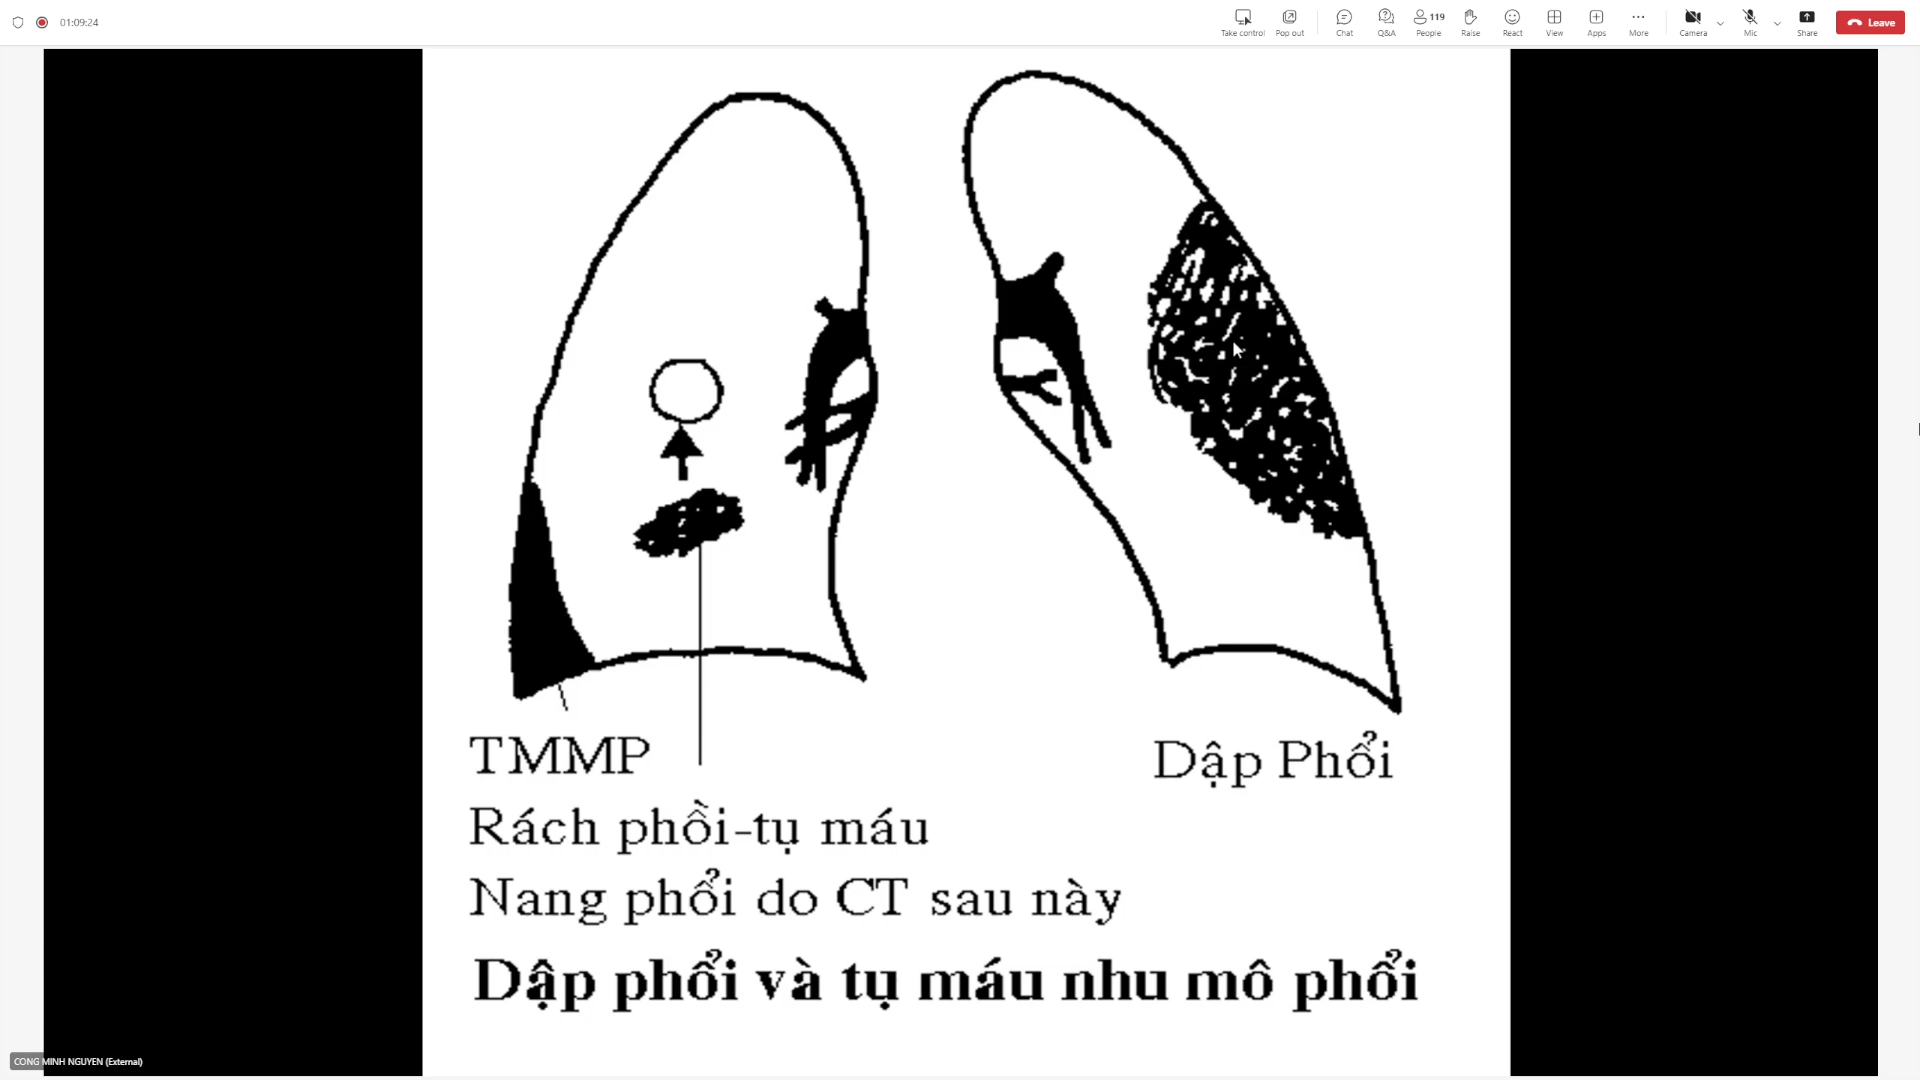 01:09:24
Take control
Pop out
Chat
Q&A
119
People
Raise
React
View
Apps
More
Camera
Mic
Share
Leave
TMMP
Dập Phổi
Rách phồi-tụ máu
Nang phổi do CT sau này
Dập phổi và tụ máu nhu mô phổi
CONG MINH NGUYEN (External)